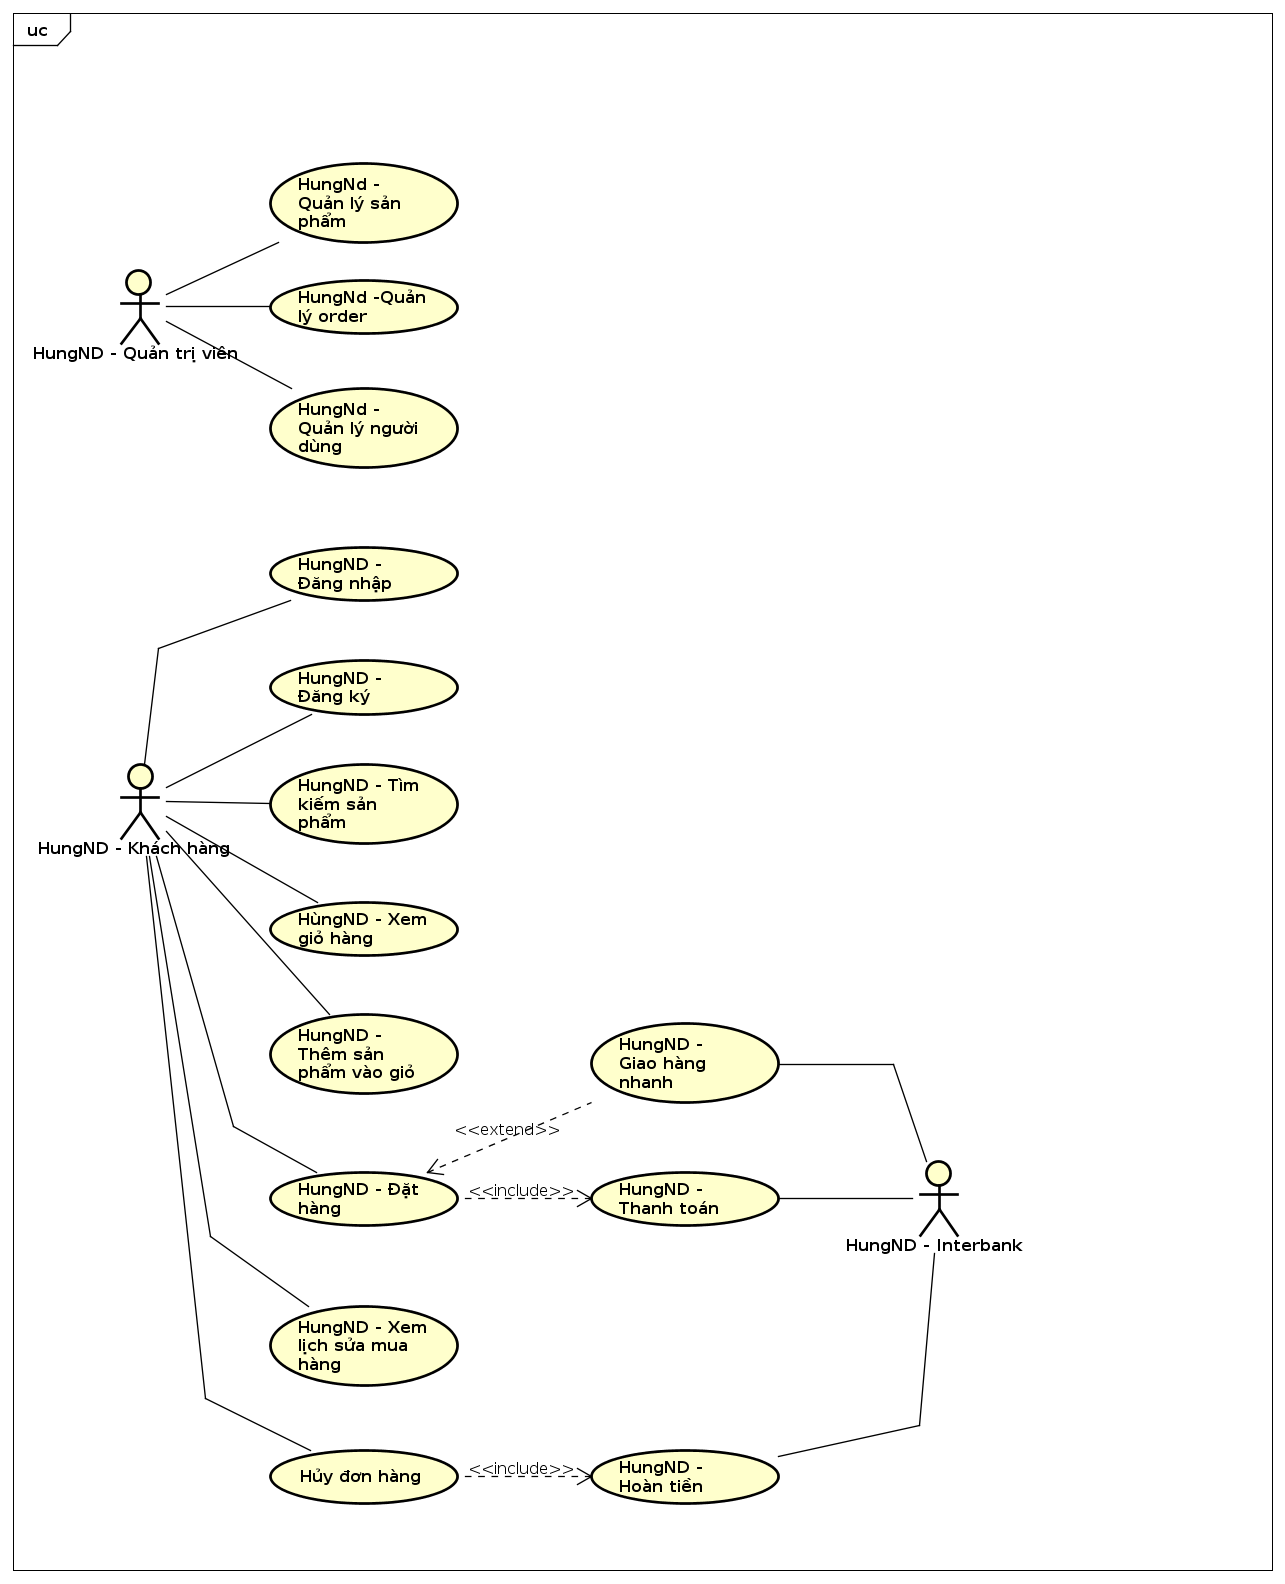 uc
HungNd -
Quản lý sản
phẩm
HungNd -Quản
lý order
HungND - Quản trị viên
HungNd -
Quản lý người
dùng
HungND -
Đăng nhập
HungND -
Đăng ký
HungND - Tìm
kiếm sản
phẩm
HungND - Khách hàng
HùngND - Xem
giỏ hàng
HungND -
Thêm sản
phẩm vào giỏ
HungND -
Giao hàng
nhanh
<<extend>>
HungND - Đặt
hàng
<<include>>
HungND -
Thanh toán
HungND - Interbank
HungND - Xem
lịch sửa mua
hàng
Hủy đơn hàng
<<include>>
HungND -
Hoàn tiền